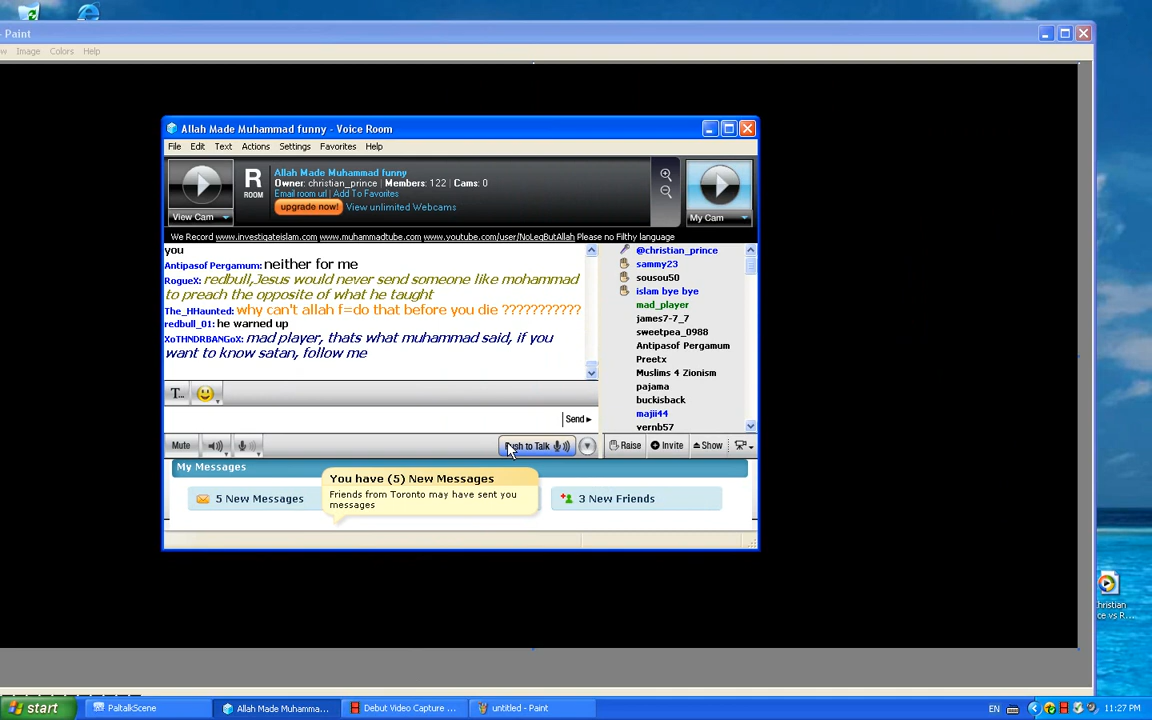 - Paint
w Image Colors Help
Allah Made Muhammad funny - Voice Room
File Edit Text Actions Settings Favorites Help
R
ROOM
Allah Made Muhammad funny
Owner: christian_prince | Members: 122 | Cams: 0
Email room url | Add To Favorites
upgrade now! View unlimited Webcams
View Cam
My Cam
We Record www.investigateislam.com www.muhammadtube.com www.youtube.com/user/NoLegButAllah Please no Filthy language
you
Antipasof Pergamum: neither for me
RogueX: redbull,Jesus would never send someone like mohammad
to preach the opposite of what he taught
The_HHaunted: why can't allah f=do that before you die ???????????
redbull_01: he warned up
XoTHNDRBANGoX: mad player, thats what muhammad said, if you
want to know satan, follow me
@christian_prince
sammy23
sousou50
islam bye bye
mad_player
james7-7_7
sweetpea_0988
Antipasof Pergamum
Preetx
Muslims 4 Zionism
pajama
buckisback
majii44
vernb57
T...
Send
Mute
Push to Talk
Raise Invite Show
My Messages
You have (5) New Messages
Friends from Toronto may have sent you
messages
5 New Messages
3 New Friends
hristian
ce vs R...
start
PaltalkScene
Allah Made Muhamma...
Debut Video Capture ...
untitled - Paint
EN
11:27 PM